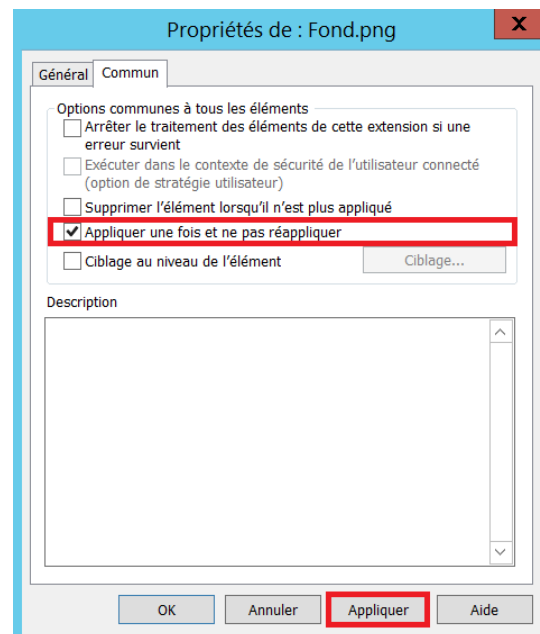 Propriétés de : Fond.png
X
Général
Commun
Options communes à tous les éléments
Arrêter le traitement des éléments de cette extension si une
erreur survient
Exécuter dans le contexte de sécurité de l'utilisateur connecté
(option de stratégie utilisateur)
Supprimer l'élément lorsqu'il n'est plus appliqué
Appliquer une fois et ne pas réappliquer
Ciblage au niveau de l'élément
Ciblage...
Description
OK
Annuler
Appliquer
Aide